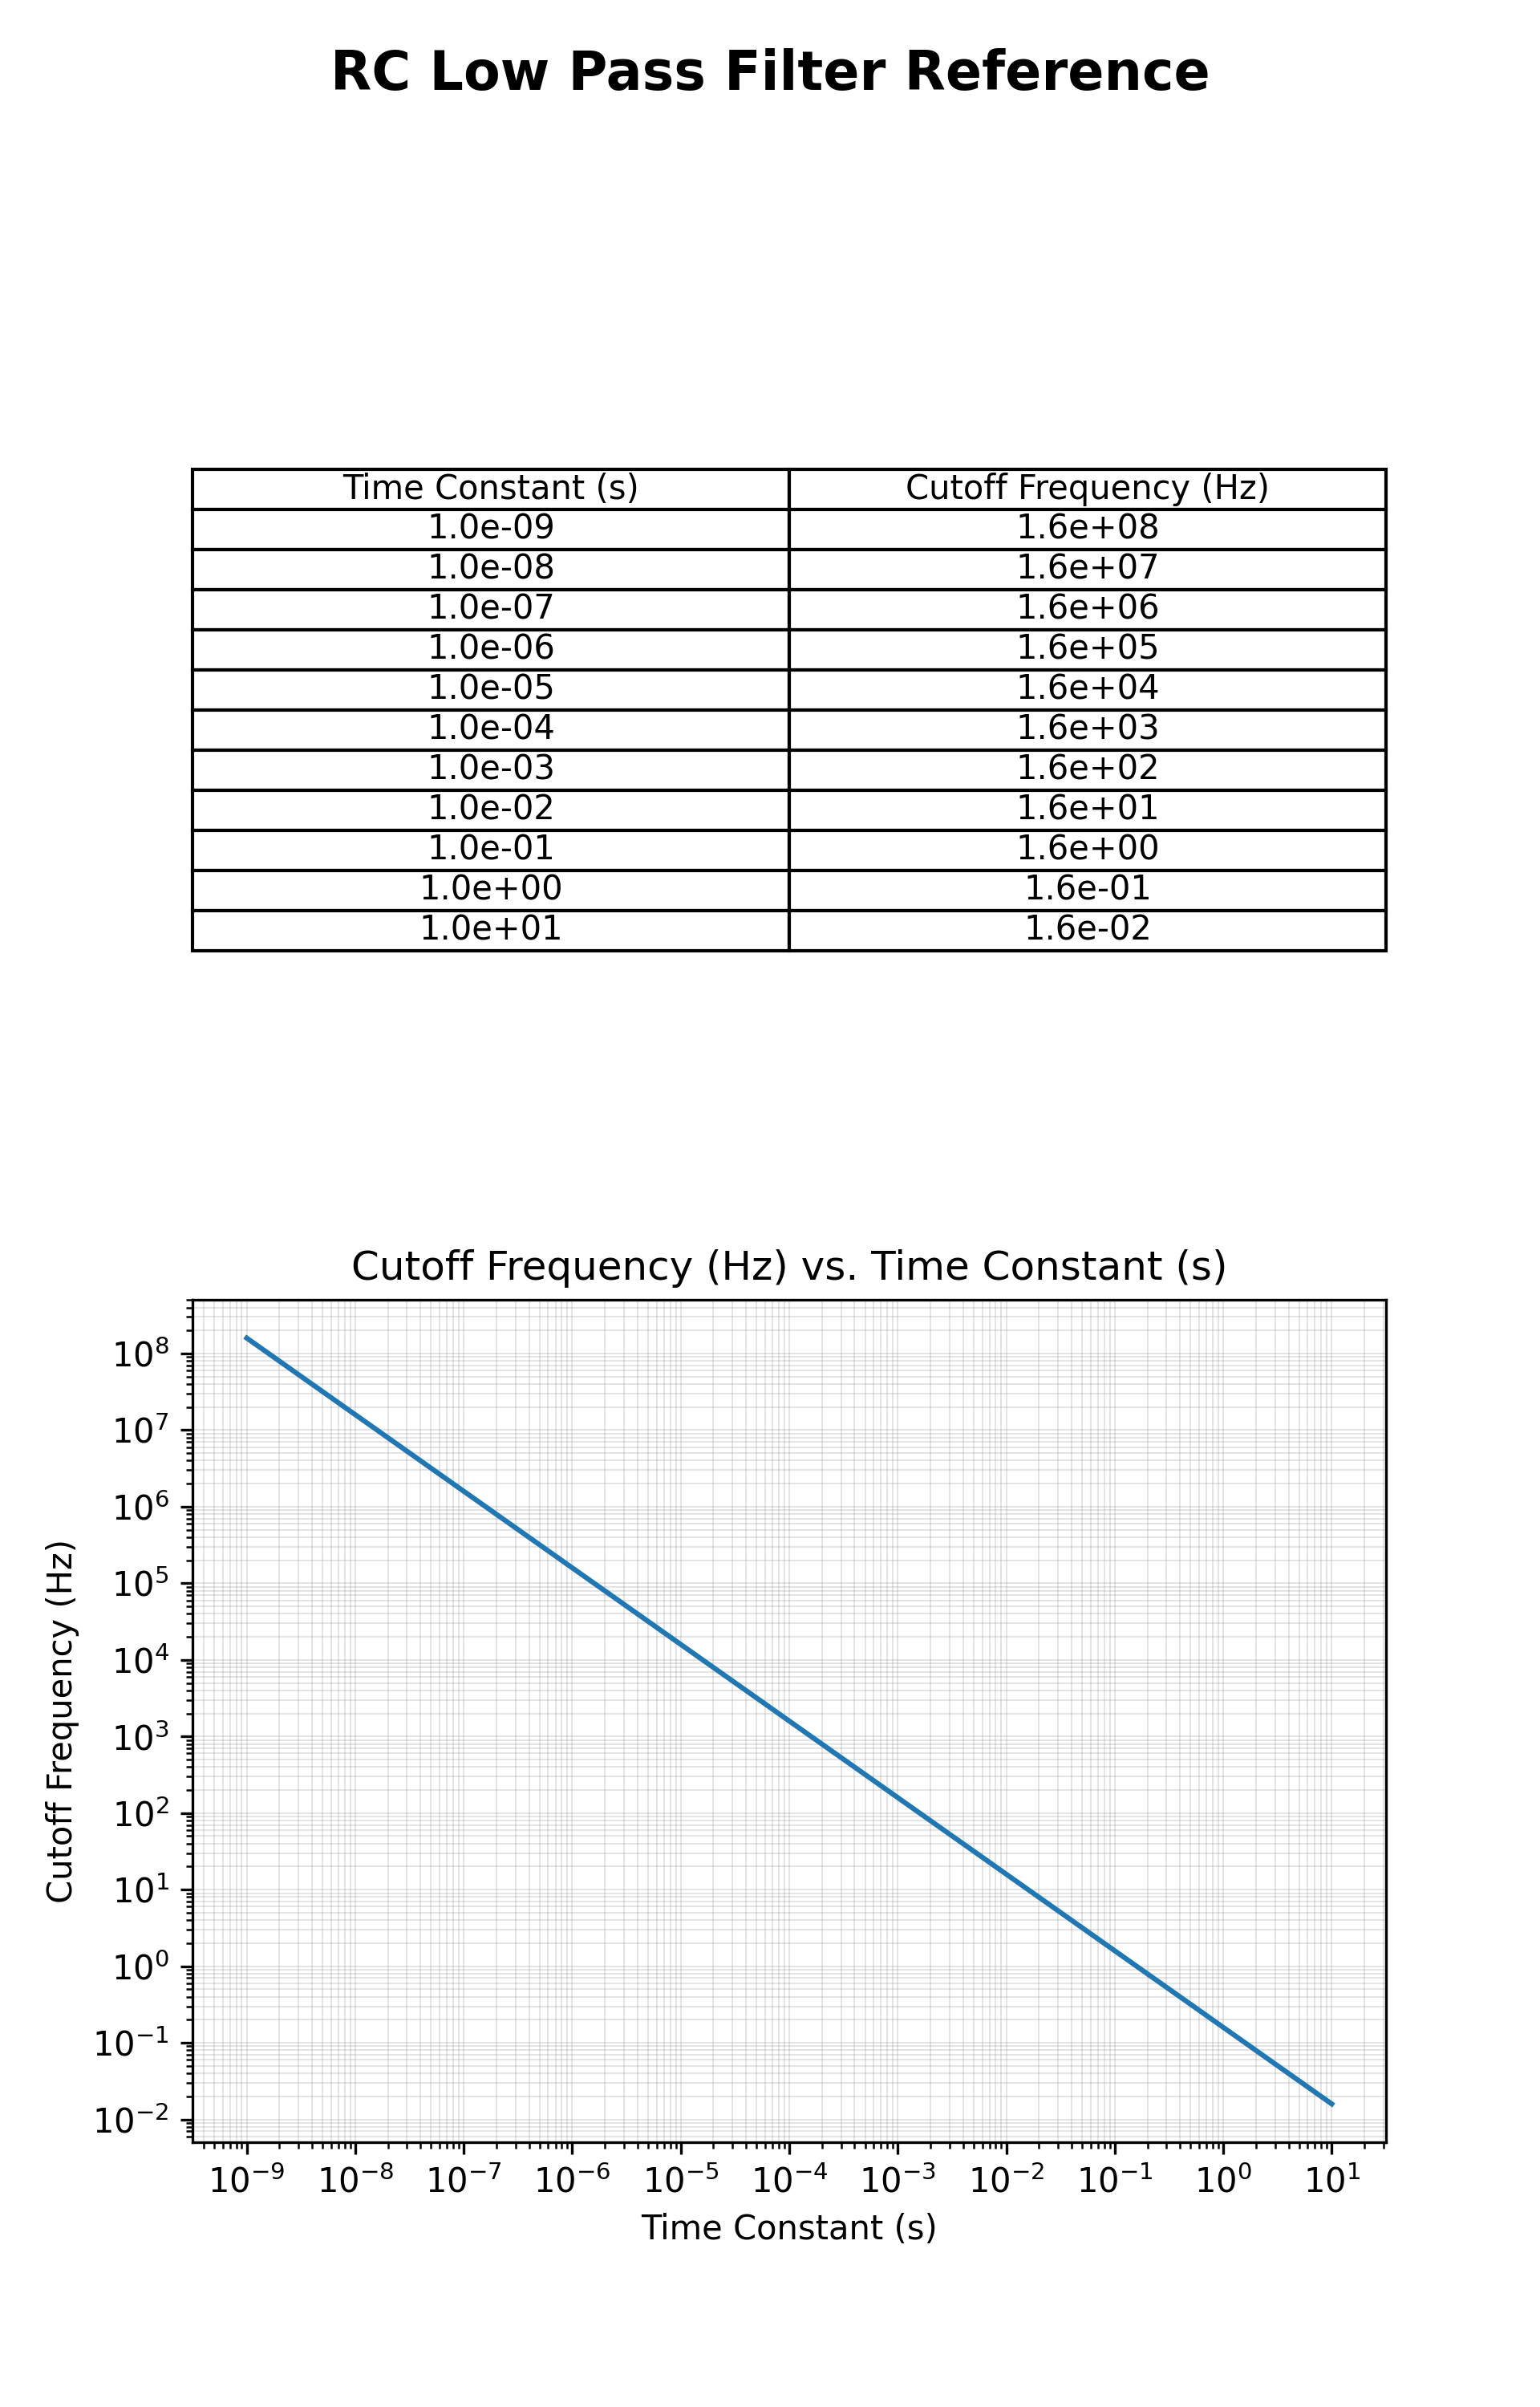 RC Low Pass Filter Reference
Time Constant (s) Cutoff Frequency (Hz)
1.0e-09 1.6e+08
1.0e-08 1.6e+07
1.0e-07 1.6e+06
1.0e-06 1.6e+05
1.0e-05 1.6e+04
1.0e-04 1.6e+03
1.0e-03 1.6e+02
1.0e-02 1.6e+01
1.0e-01 1.6e+00
1.0e+00 1.6e-01
1.0e+01 1.6e-02
Cutoff Frequency (Hz) vs. Time Constant (s)
Cutoff Frequency (Hz)
10⁸
10⁷
10⁶
10⁵
10⁴
10³
10²
10¹
10⁰
10⁻¹
10⁻²
10⁻⁹ 10⁻⁸ 10⁻⁷ 10⁻⁶ 10⁻⁵ 10⁻⁴ 10⁻³ 10⁻² 10⁻¹ 10⁰ 10¹
Time Constant (s)